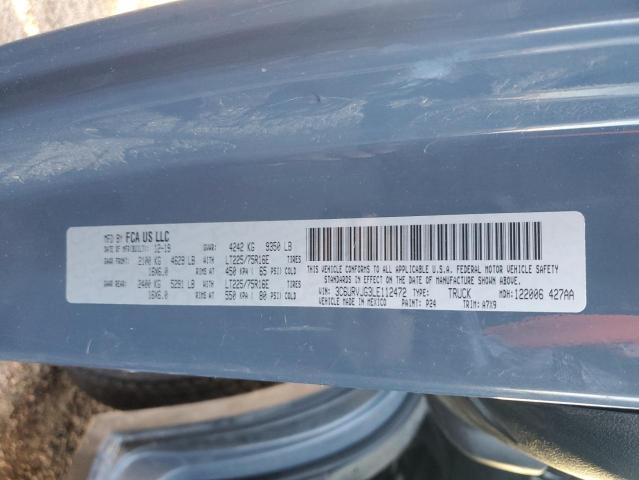 MFD BY FCA US LLC
DATE OF MFR(BUILT): 12-19 GVWR: 4242 KG 9350 LB
GAWR FRONT: 2100 KG 4629 LB LT225/75R16E TIRES
16X6.0 RIMS AT 450 KPA / 65 PSI COLD
GAWR REAR: 2400 KG 5291 LB LT225/75R16E TIRES
16X6.0 RIMS AT 550 KPA / 80 PSI COLD
THIS VEHICLE CONFORMS TO ALL APPLICABLE U.S.A. FEDERAL MOTOR VEHICLE SAFETY
STANDARDS IN EFFECT ON THE DATE OF MANUFACTURE SHOWN ABOVE.
VIN: 3C6URVJG3LE112472 TYPE: TRUCK MDH: 122006 427AA
VEHICLE MADE IN MEXICO PAINT: P24 TRIM: A7X9